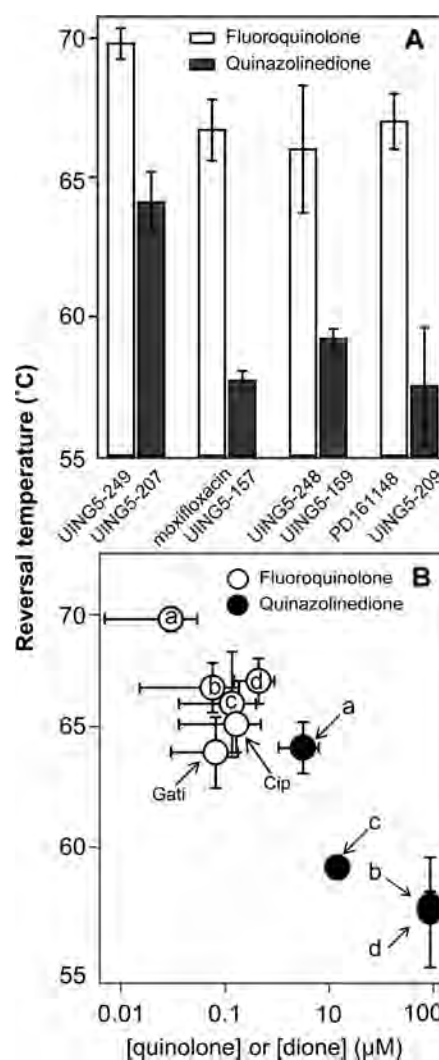 A
Fluoroquinolone
Quinazolinedione
70
65
60
55
UING5-249
UING5-207
moxifloxacin
UING5-157
UING5-248
UING5-159
PD161148
UING5-209
Reversal temperature (˚C)
B
Fluoroquinolone
Quinazolinedione
70
65
60
55
a
b
d
c
a
Gati
Cip
c
b
d
0.01
0.1
10
100
[quinolone] or [dione] (µM)